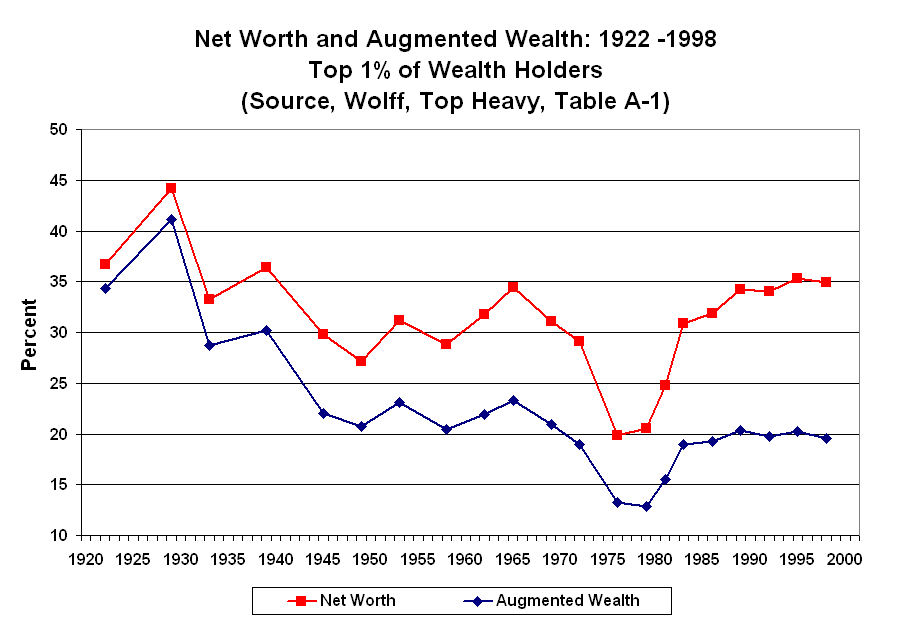 Net Worth and Augmented Wealth: 1922 -1998
Top 1% of Wealth Holders
(Source, Wolff, Top Heavy, Table A-1)
50
45
40
35
30
25
20
15
10
Percent
1920 1925 1930 1935 1940 1945 1950 1955 1960 1965 1970 1975 1980 1985 1990 1995 2000
Net Worth Augmented Wealth